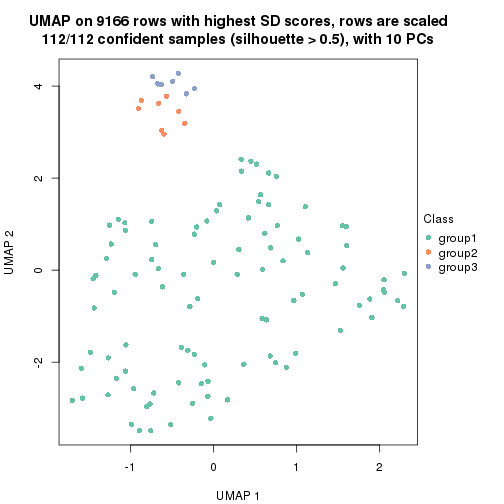 UMAP on 9166 rows with highest SD scores, rows are scaled
112/112 confident samples (silhouette > 0.5), with 10 PCs
4
2
0
-2
UMAP 2
-1
0
1
2
UMAP 1
Class
group1
group2
group3